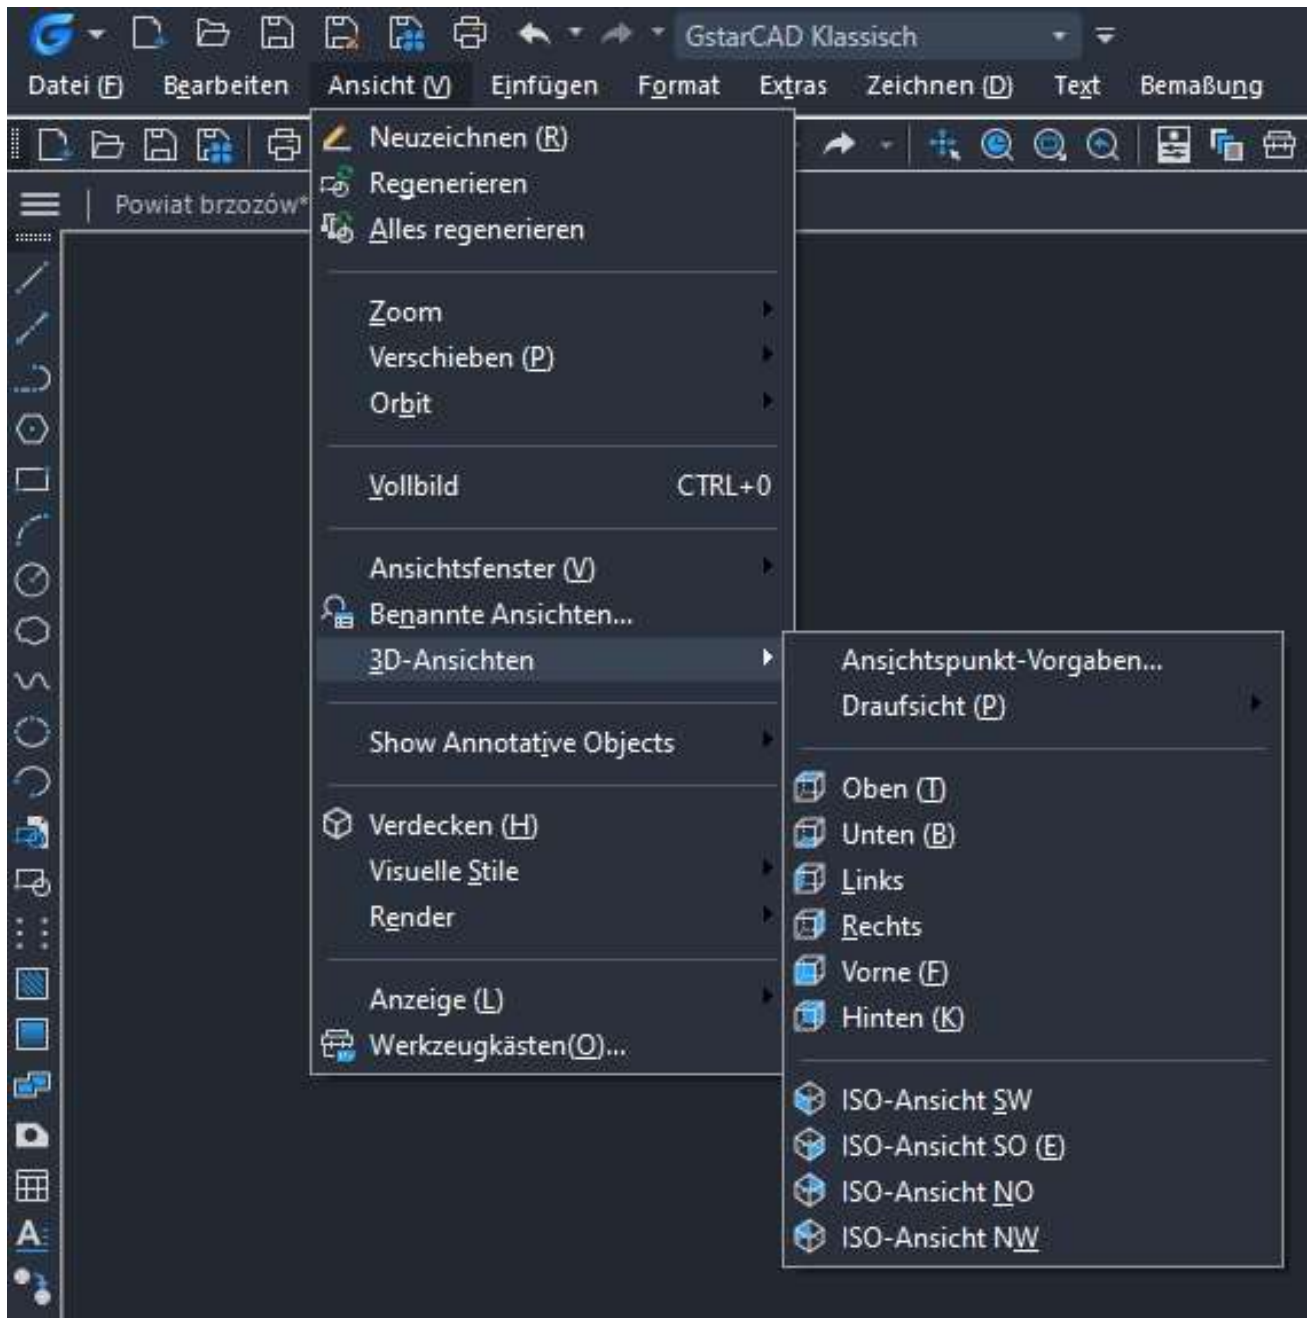 GstarCAD Klassisch
Datei (F) Bearbeiten Ansicht (V) Einfügen Format Extras Zeichnen (D) Text Bemaßung
Powiat brzozów*
Neuzeichnen (R)
Regenerieren
Alles regenerieren
Zoom
Verschieben (P)
Orbit
Vollbild CTRL+0
Ansichtsfenster (V)
Benannte Ansichten...
3D-Ansichten
Show Annotative Objects
Verdecken (H)
Visuelle Stile
Render
Anzeige (L)
Werkzeugkästen(O)...
Ansichtspunkt-Vorgaben...
Draufsicht (P)
Oben (T)
Unten (B)
Links
Rechts
Vorne (F)
Hinten (K)
ISO-Ansicht SW
ISO-Ansicht SO (E)
ISO-Ansicht NO
ISO-Ansicht NW